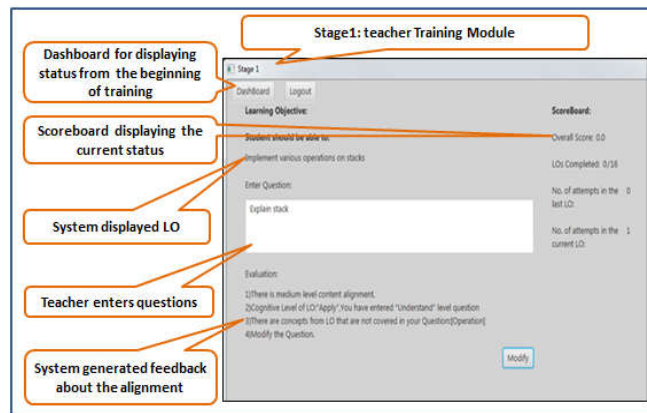 Stage1: teacher Training Module
Dashboard for displaying
status from the beginning
of training
Scoreboard displaying the
current status
System displayed LO
Teacher enters questions
System generated feedback
about the alignment
Stage 1
DashBoard Logout
Learning Objective:
Student should be able to:
Implement various operations on stacks
Enter Question:
Explain stack
Evaluation:
1)There is medium level content alignment.
2)Cognitive Level of LO:"Apply",You have entered "Understand" level question
3)There are concepts from LO that are not covered in your Question:[Operation]
4)Modify the Question.
Modify
ScoreBoard:
Overall Score: 0.0
LOs Completed: 0/16
No. of attempts in the 0
last LO:
No. of attempts in the 1
current LO: